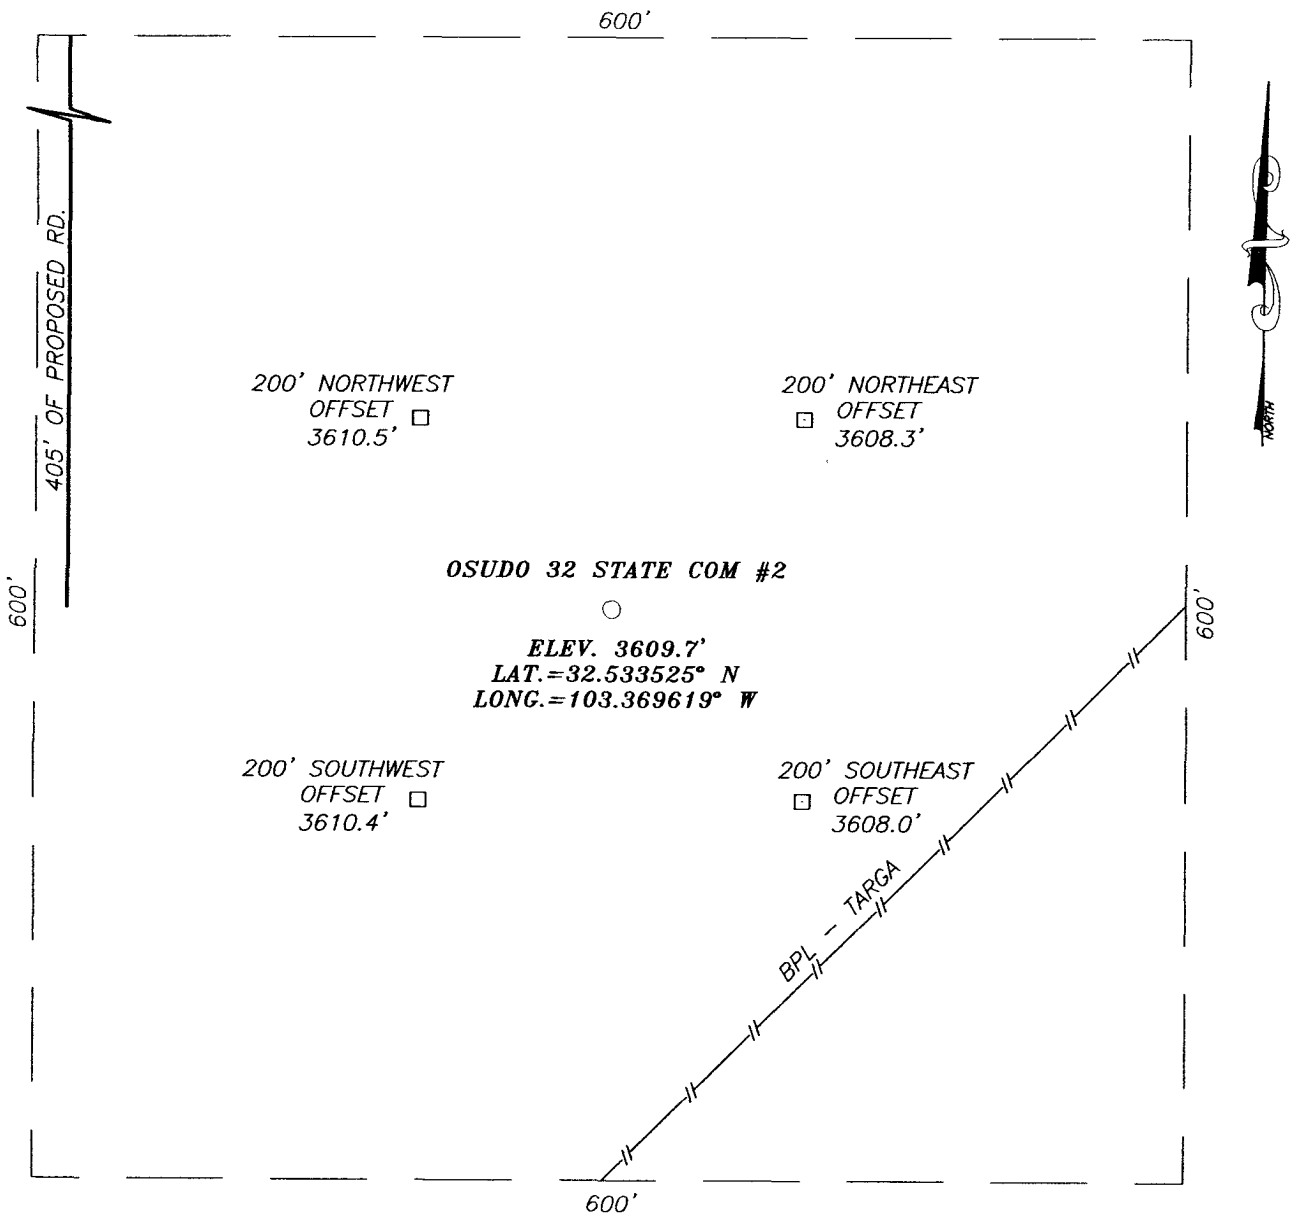 600'
405' OF PROPOSED RD.
NORTH
200' NORTHWEST
OFFSET
3610.5'
200' NORTHEAST
OFFSET
3608.3'
OSUDO 32 STATE COM #2
600'
600'
ELEV. 3609.7'
LAT.=32.533525° N
LONG.=103.369619° W
200' SOUTHWEST
OFFSET
3610.4'
200' SOUTHEAST
OFFSET
3608.0'
BPL - TARGA
600'